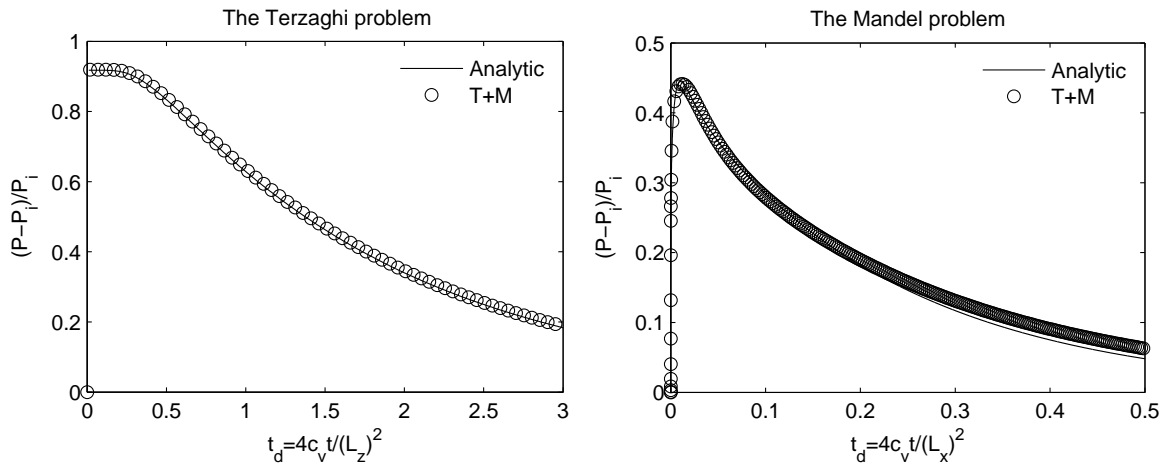 The Terzaghi problem
1
0.8
0.6
0.4
0.2
0
(P−P_i)/P_i
Analytic
T+M
0 0.5 1 1.5 2 2.5 3
t_d=4c_vt/(L_z)^2
The Mandel problem
0.5
0.4
0.3
0.2
0.1
0
(P−P_i)/P_i
Analytic
T+M
0 0.1 0.2 0.3 0.4 0.5
t_d=4c_vt/(L_x)^2